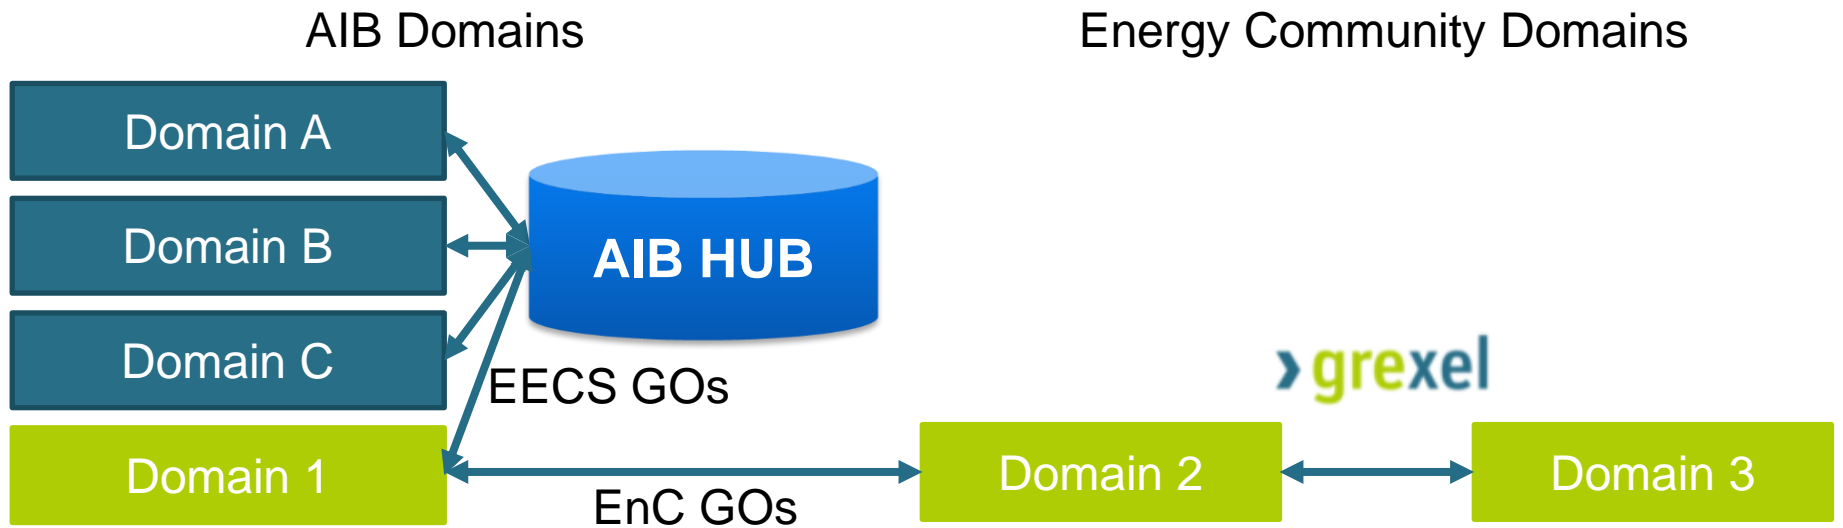 AIB Domains
Energy Community Domains
Domain A
Domain B
AIB HUB
Domain C
grexel
EECS GOs
Domain 1
Domain 2
Domain 3
EnC GOs